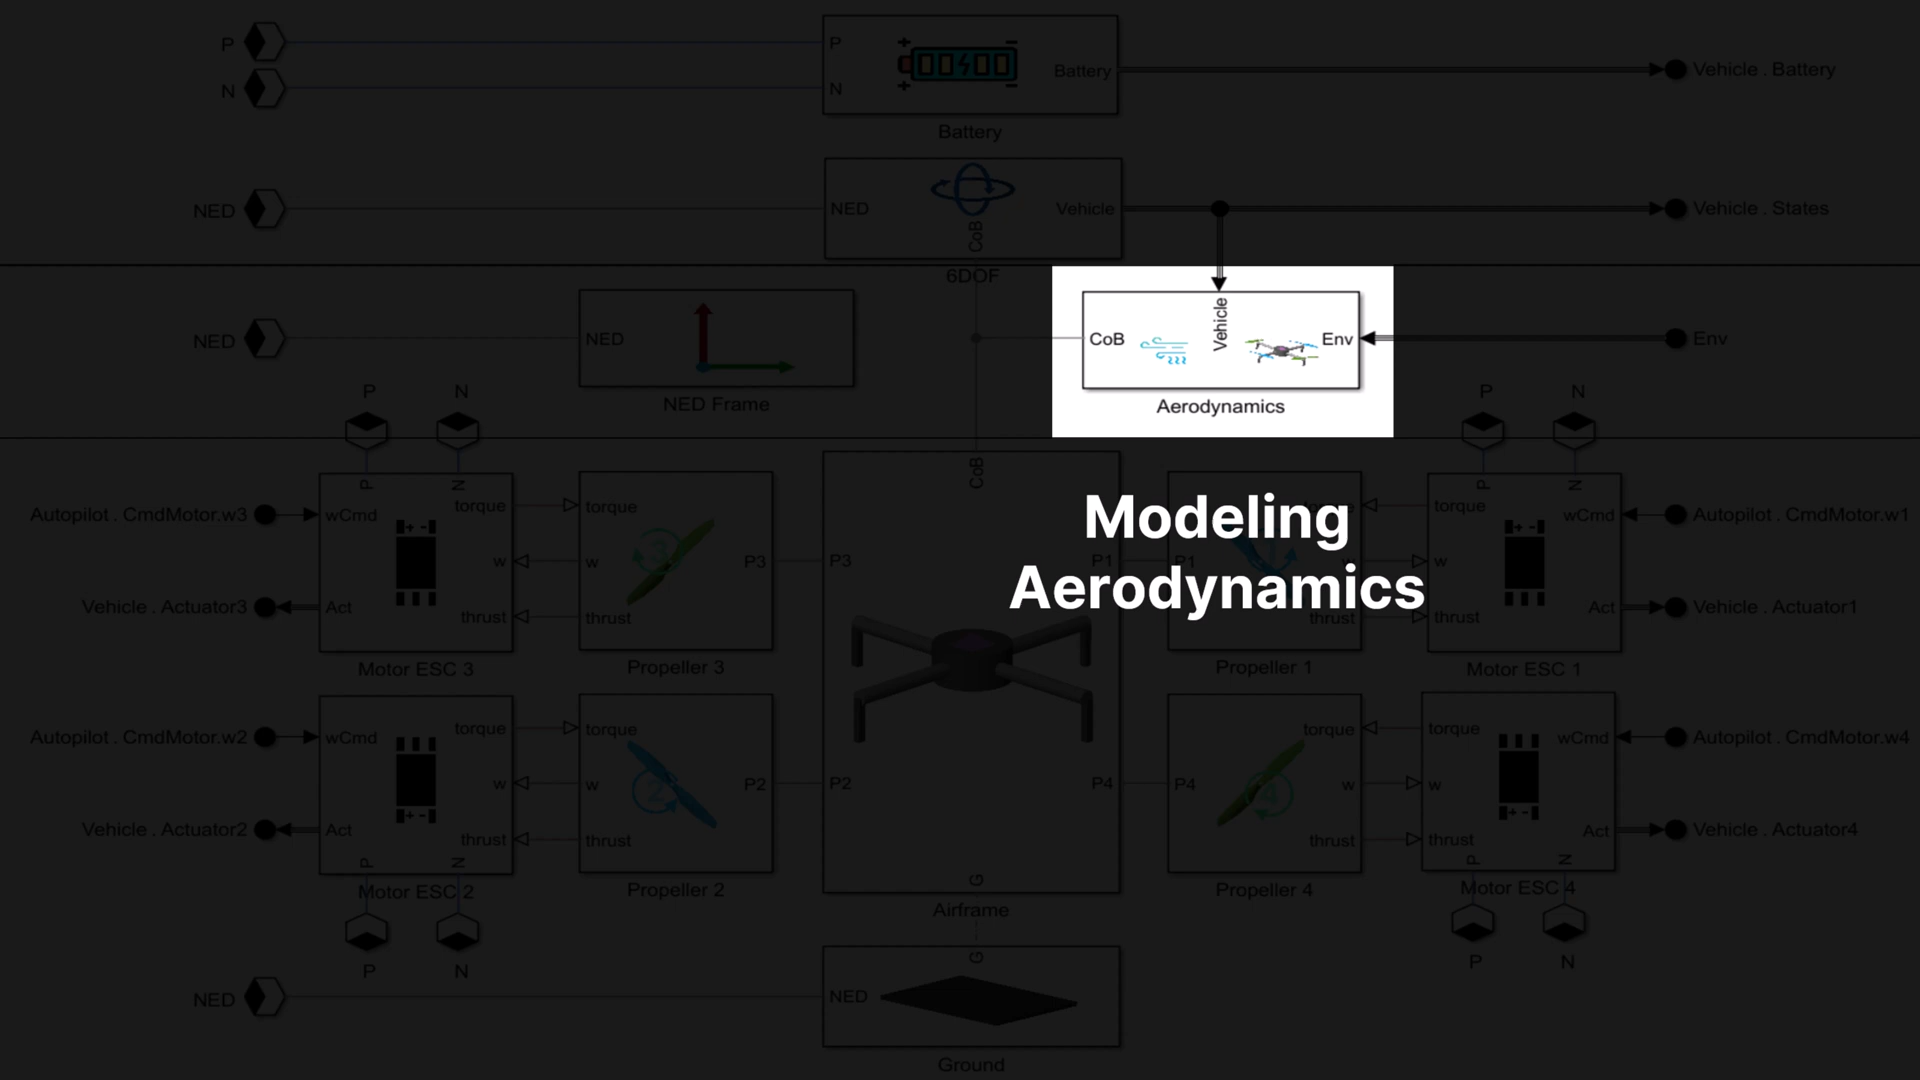 P
P
Battery
Vehicle . Battery
N
N
Battery
NED
NED
Vehicle
Vehicle . States
CoB
6DOF
NED
NED
NED Frame
CoB
Vehicle
Env
Env
Aerodynamics
Modeling
Aerodynamics
P
N
P
N
Autopilot . CmdMotor.w3
wCmd
torque
w
Act
thrust
Vehicle . Actuator3
Motor ESC 3
torque
w
thrust
3
P3
Propeller 3
CoB
P3
P1
P2
P4
G
Airframe
P1
w
thrust
Propeller 1
P
N
P
N
torque
w
thrust
wCmd
Act
Autopilot . CmdMotor.w1
Vehicle . Actuator1
Motor ESC 1
Autopilot . CmdMotor.w2
wCmd
torque
w
Act
thrust
Vehicle . Actuator2
P
N
Motor ESC 2
P
N
torque
w
thrust
2
P2
Propeller 2
P4
torque
w
thrust
4
Propeller 4
torque
w
thrust
wCmd
Act
P
N
Autopilot . CmdMotor.w4
Vehicle . Actuator4
Motor ESC 4
P
N
NED
NED
G
Ground